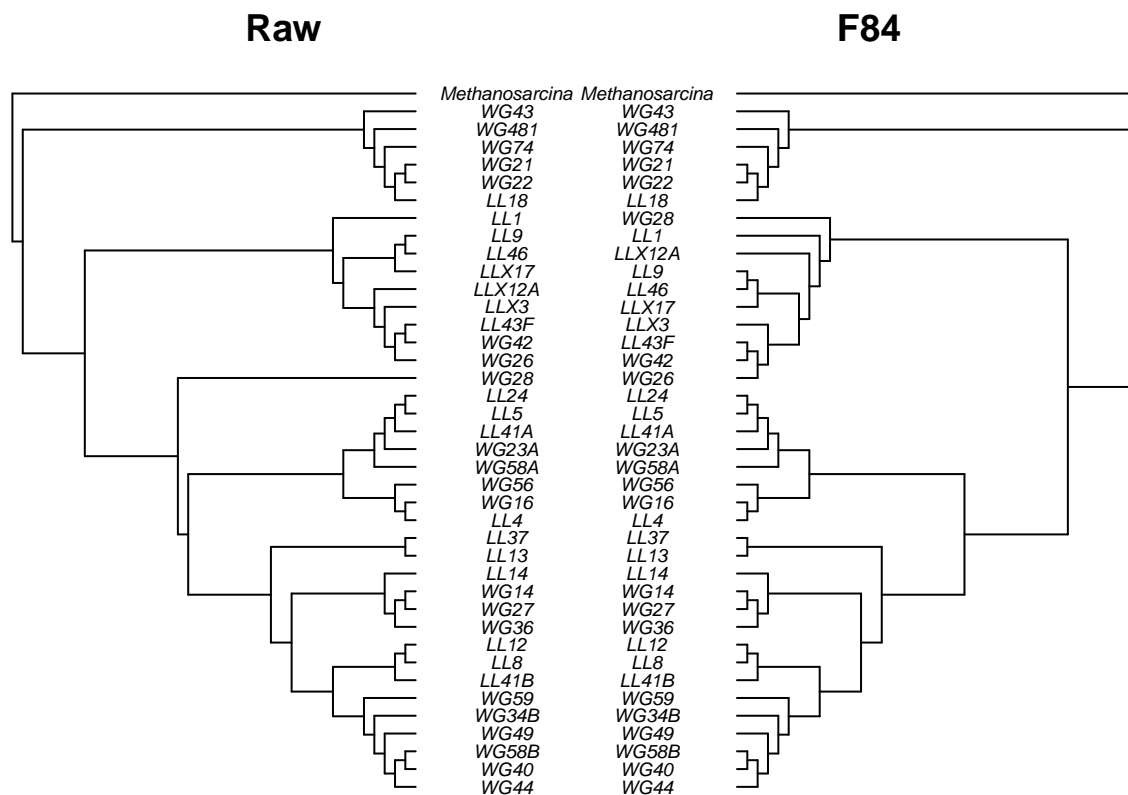 Raw F84
Methanosarcina Methanosarcina
WG43 WG43
WG481 WG481
WG74 WG74
WG21 WG21
WG22 WG22
LL18 LL18
LL1 WG28
LL9 LL1
LL46 LLX12A
LLX17 LL9
LLX12A LL46
LLX3 LLX17
LL43F LLX3
WG42 LL43F
WG26 WG42
WG28 WG26
LL24 LL24
LL5 LL5
LL41A LL41A
WG23A WG23A
WG58A WG58A
WG56 WG56
WG16 WG16
LL4 LL4
LL37 LL37
LL13 LL13
LL14 LL14
WG14 WG14
WG27 WG27
WG36 WG36
LL12 LL12
LL8 LL8
LL41B LL41B
WG59 WG59
WG34B WG34B
WG49 WG49
WG58B WG58B
WG40 WG40
WG44 WG44